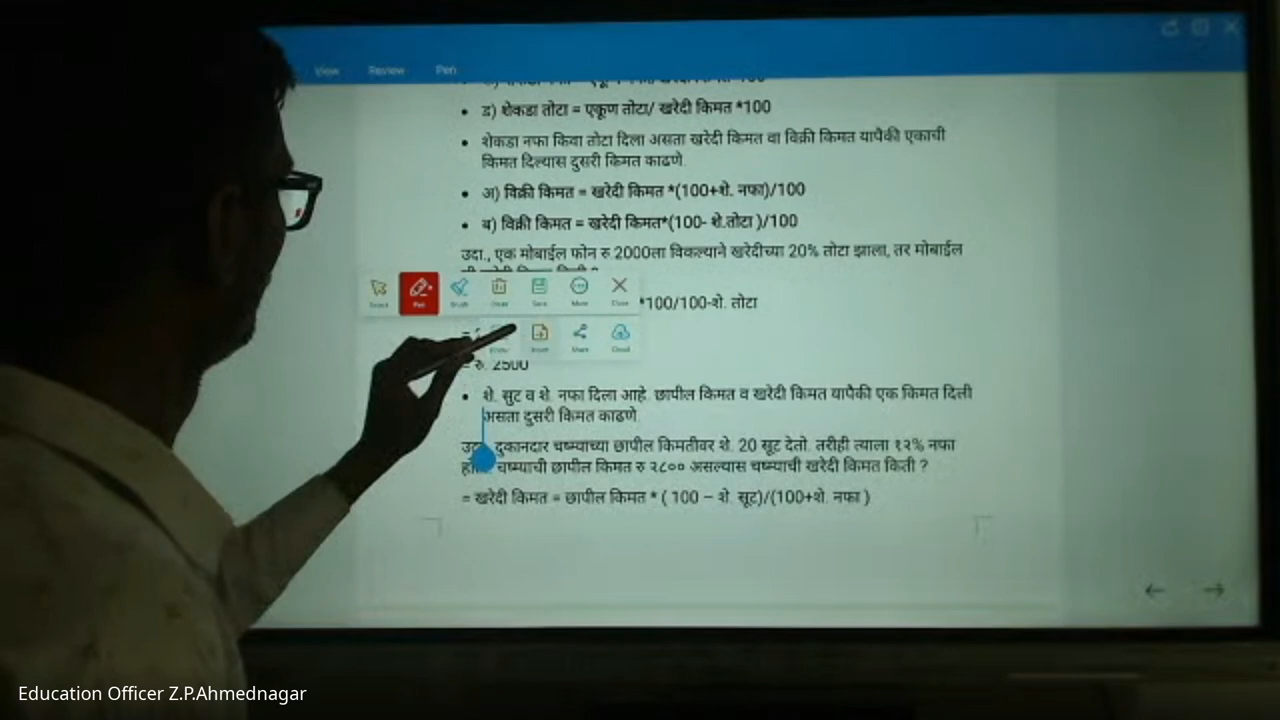 View Review Pen
ड) शेकडा तोटा = एकूण तोटा/ खरेदी किमत *100
शेकडा नफा किवा तोटा दिला असता खरेदी किमत वा विक्री किमत यापैकी एकाची
किमत दिल्यास दुसरी किमत काढणे.
अ) विक्री किमत = खरेदी किमत *(100+शे. नफा)/100
ब) विक्री किमत = खरेदी किमत*(100- शे.तोटा )/100
उदा., एक मोबाईल फोन रु 2000ला विकल्याने खरेदीच्या 20% तोटा झाला, तर मोबाईल
Pen Save More Close
*100/100-शे. तोटा
Insert Share Cloud
= रु. 2500
शे. सुट व शे. नफा दिला आहे. छापील किमत व खरेदी किमत यापैकी एक किमत दिली
असता दुसरी किमत काढणे.
दुकानदार चष्म्याच्या छापील किमतीवर शे. 20 सूट देतो. तरीही त्याला १२% नफा
चष्म्याची छापील किमत रु २८०० असल्यास चष्म्याची खरेदी किमत किती ?
= खरेदी किमत = छापील किमत * ( 100 – शे. सूट)/(100+शे. नफा )
Education Officer Z.P.Ahmednagar